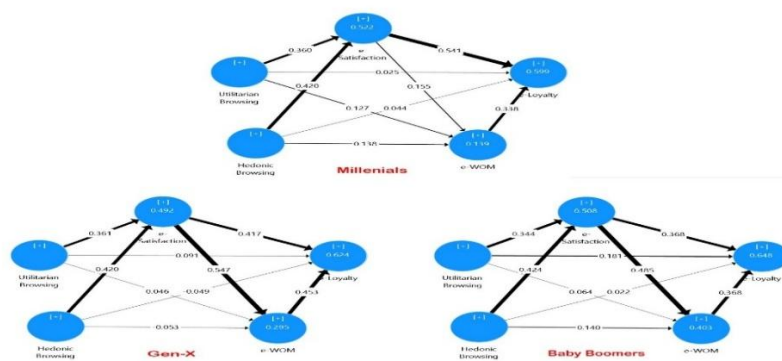 [+]
0.522
e-
Satisfaction
0.360
0.541
[+]
Utilitarian
Browsing
0.025
[+]
0.599
Loyalty
0.420
0.155
0.127
0.044
0.338
[+]
Hedonic
Browsing
0.138
[+]
0.139
e-WOM
Millenials
[+]
0.492
e-
Satisfaction
0.361
0.417
[+]
Utilitarian
Browsing
0.091
[+]
0.624
Loyalty
0.420
0.547
0.046
0.049
0.453
[+]
Hedonic
Browsing
0.053
[+]
0.295
e-WOM
Gen-X
[+]
0.508
e-
Satisfaction
0.344
0.368
[+]
Utilitarian
Browsing
0.181
[+]
0.648
e-Loyalty
0.424
0.485
0.064
0.022
0.368
[+]
Hedonic
Browsing
0.140
[+]
0.403
e-WOM
Baby Boomers